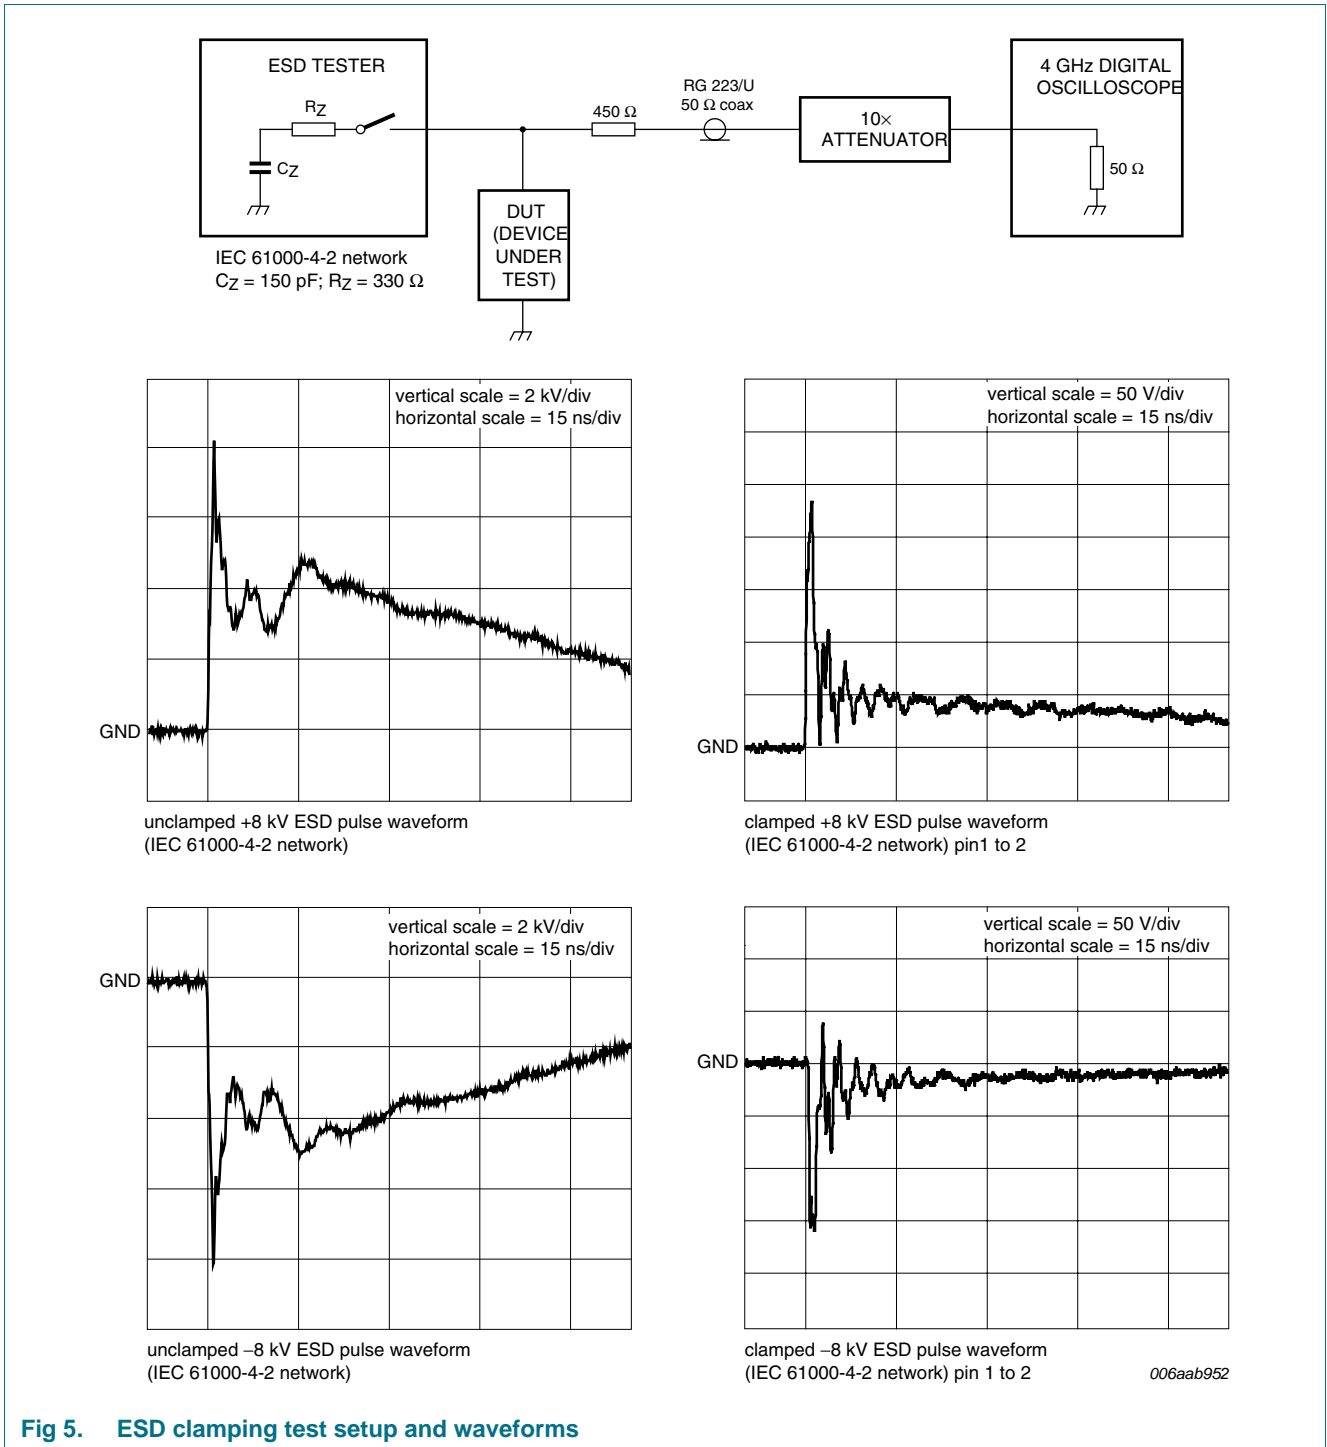 ESD TESTER
RZ
CZ
IEC 61000-4-2 network
CZ = 150 pF; RZ = 330 Ω
DUT
(DEVICE
UNDER
TEST)
450 Ω
RG 223/U
50 Ω coax
10×
ATTENUATOR
4 GHz DIGITAL
OSCILLOSCOPE
50 Ω
vertical scale = 2 kV/div
horizontal scale = 15 ns/div
GND
unclamped +8 kV ESD pulse waveform
(IEC 61000-4-2 network)
vertical scale = 50 V/div
horizontal scale = 15 ns/div
GND
clamped +8 kV ESD pulse waveform
(IEC 61000-4-2 network) pin1 to 2
vertical scale = 2 kV/div
horizontal scale = 15 ns/div
GND
unclamped −8 kV ESD pulse waveform
(IEC 61000-4-2 network)
vertical scale = 50 V/div
horizontal scale = 15 ns/div
GND
clamped −8 kV ESD pulse waveform
(IEC 61000-4-2 network) pin 1 to 2
006aab952
Fig 5. ESD clamping test setup and waveforms